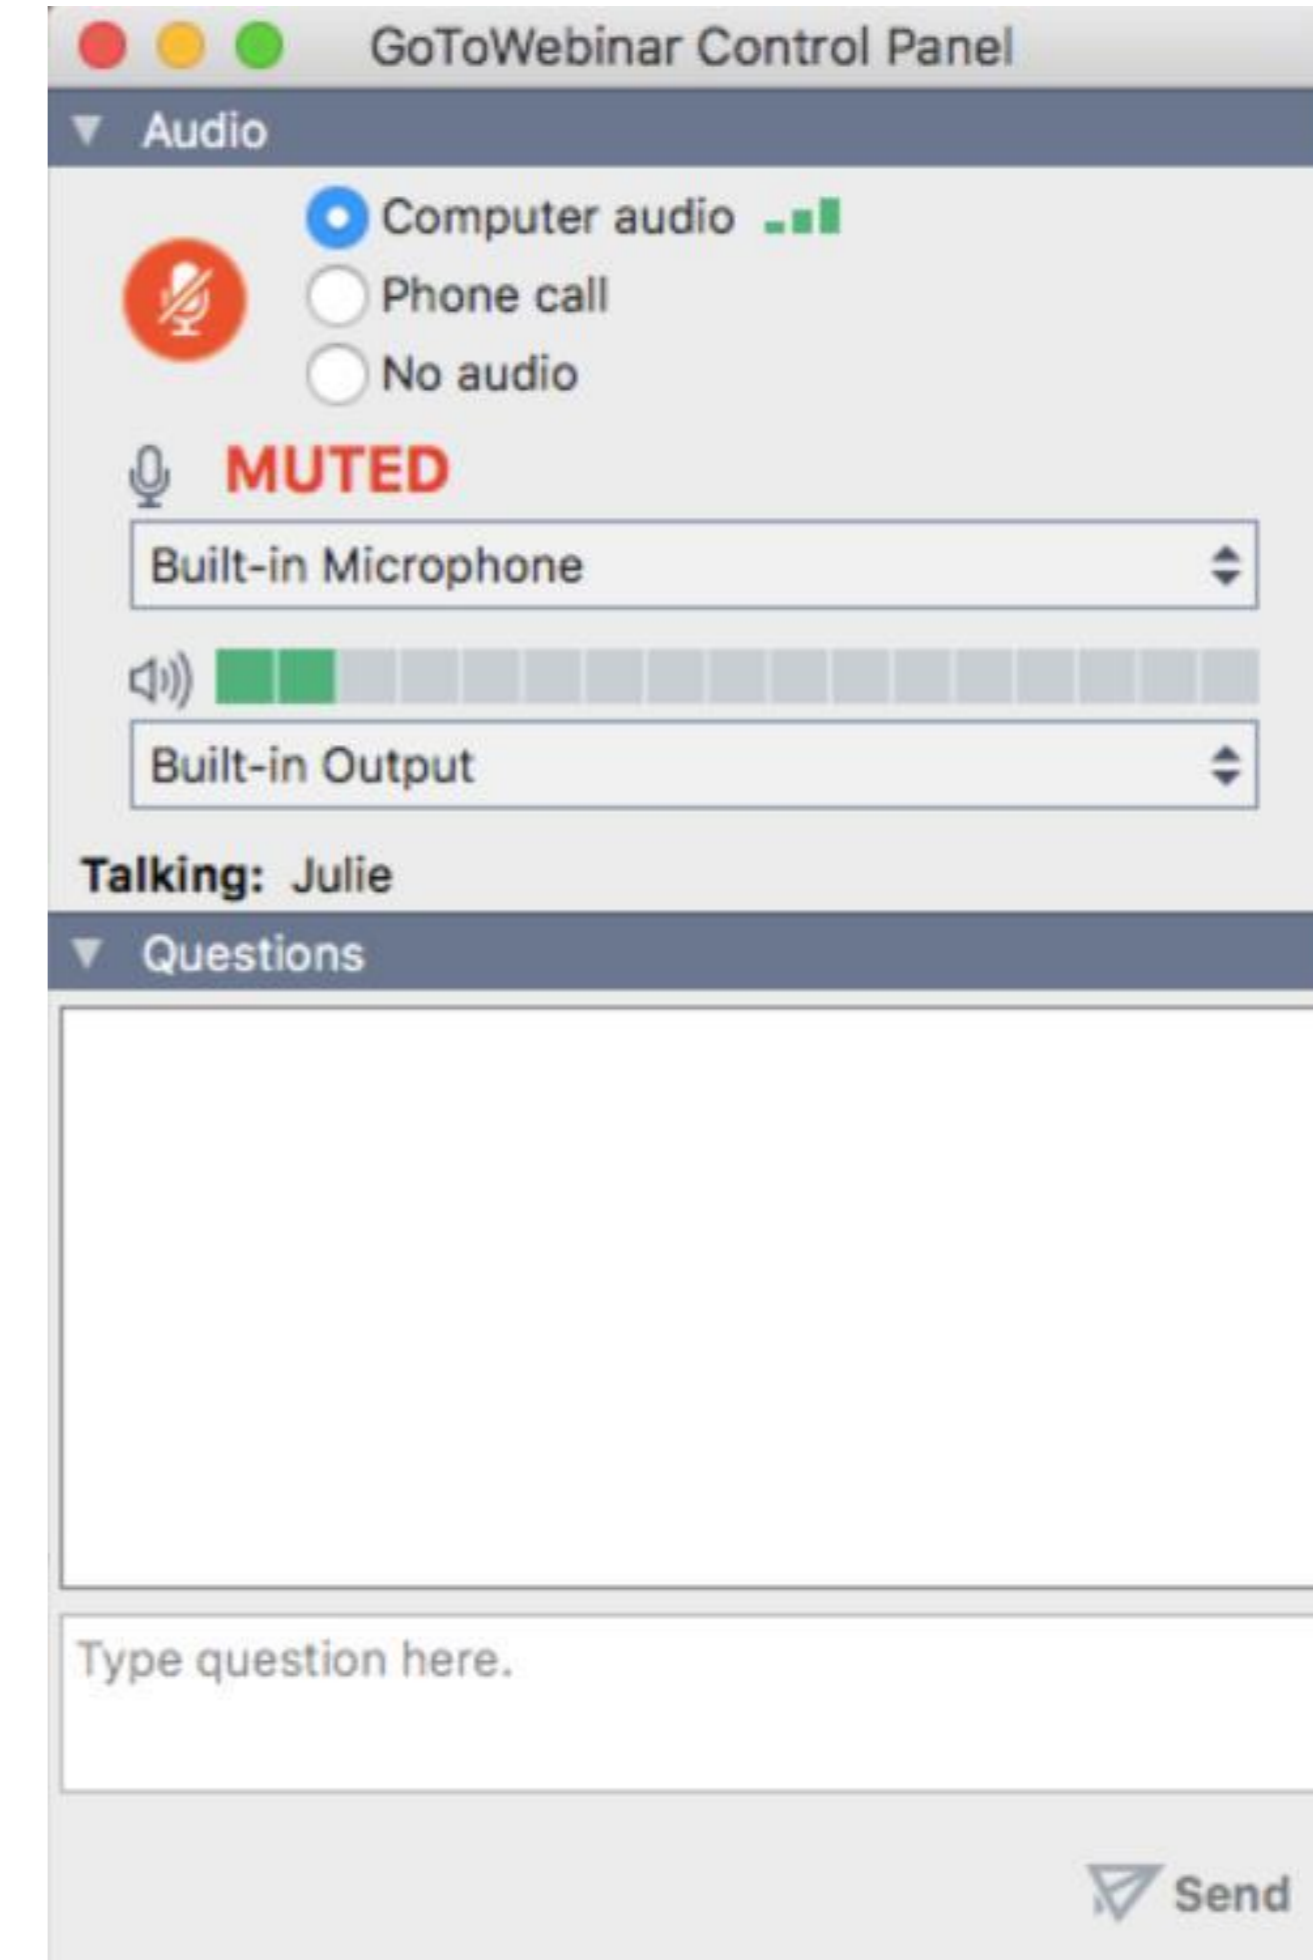 GoToWebinar Control Panel
Audio
Computer audio
Phone call
No audio
MUTED
Built-in Microphone
Built-in Output
Talking: Julie
Questions
Type question here.
Send